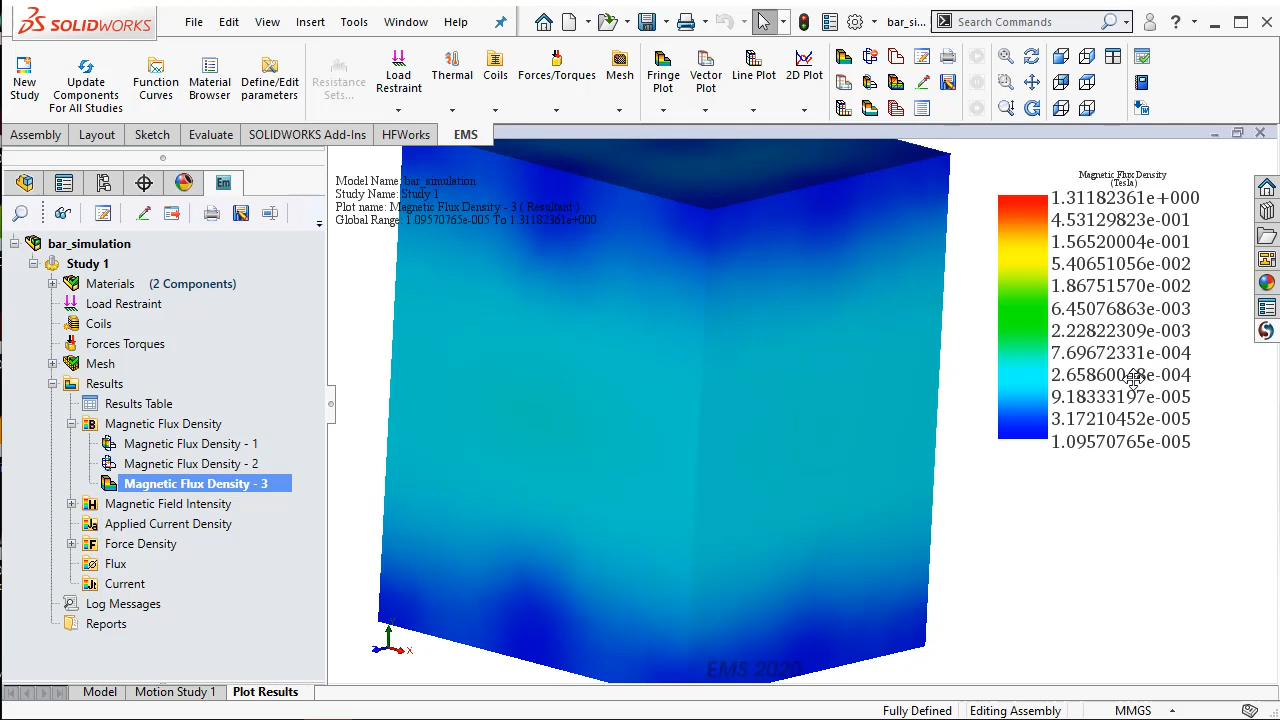 SOLIDWORKS
File Edit View Insert Tools Window Help
bar_si...
Search Commands
New Study
Update Components For All Studies
Function Curves
Material Browser
Define/Edit parameters
Resistance Sets...
Load Restraint
Thermal
Coils
Forces/Torques
Mesh
Fringe Plot
Vector Plot
Line Plot
2D Plot
Assembly Layout Sketch Evaluate SOLIDWORKS Add-Ins HFWorks EMS
Em
bar_simulation
Study 1
Materials (2 Components)
Load Restraint
Coils
Forces Torques
Mesh
Results
Results Table
Magnetic Flux Density
Magnetic Flux Density - 1
Magnetic Flux Density - 2
Magnetic Flux Density - 3
Magnetic Field Intensity
Applied Current Density
Force Density
Flux
Current
Log Messages
Reports
Model Name: bar_simulation
Study Name: Study 1
Plot name: Magnetic Flux Density - 3 ( Resultant )
Global Range: 1.09570765e-005 To 1.31182361e+000
Magnetic Flux Density
(Tesla)
1.31182361e+000
4.53129823e-001
1.56520004e-001
5.40651056e-002
1.86751570e-002
6.45076863e-003
2.22822309e-003
7.69672331e-004
9.18333197e-005
3.17210452e-005
1.09570765e-005
X
EMS 2020
Model Motion Study 1 Plot Results
Fully Defined Editing Assembly MMGS